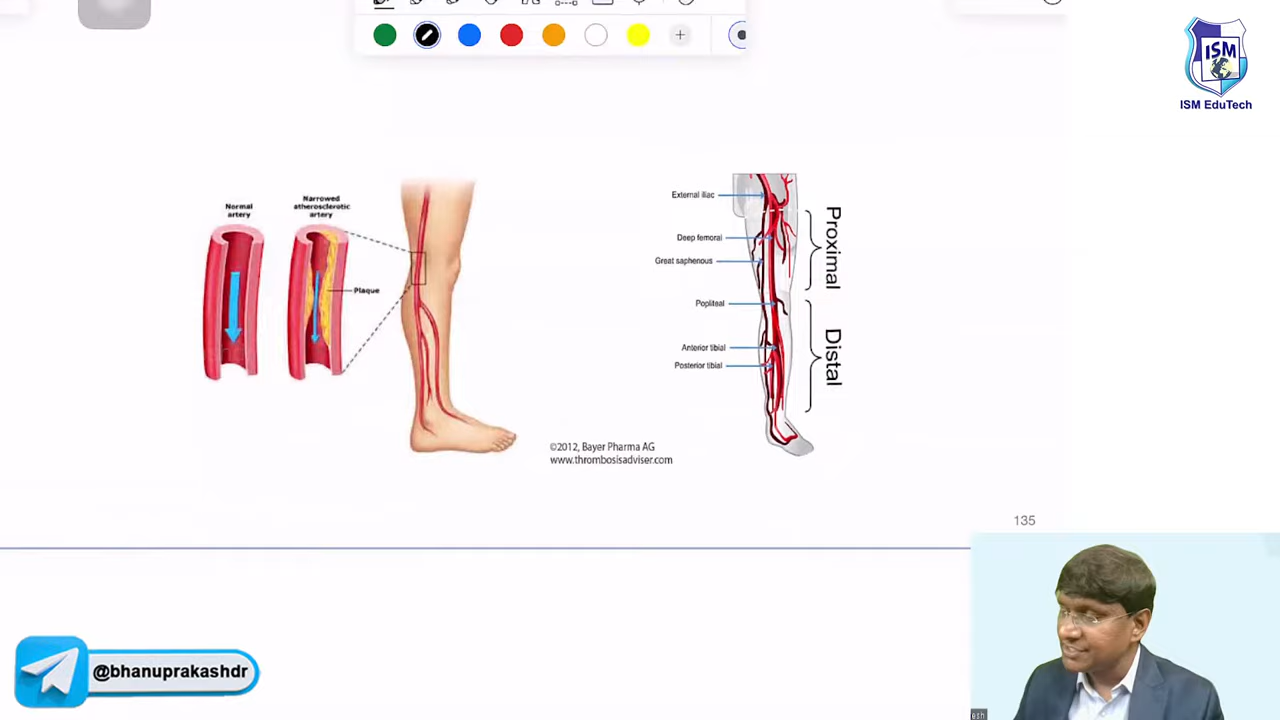 ISM
ISM EduTech
Normal
artery
Narrowed
atherosclerotic
artery
Plaque
External iliac
Deep femoral
Great saphenous
Popliteal
Anterior tibial
Posterior tibial
Proximal
Distal
©2012, Bayer Pharma AG
www.thrombosisadviser.com
135
@bhanuprakashdr
esh